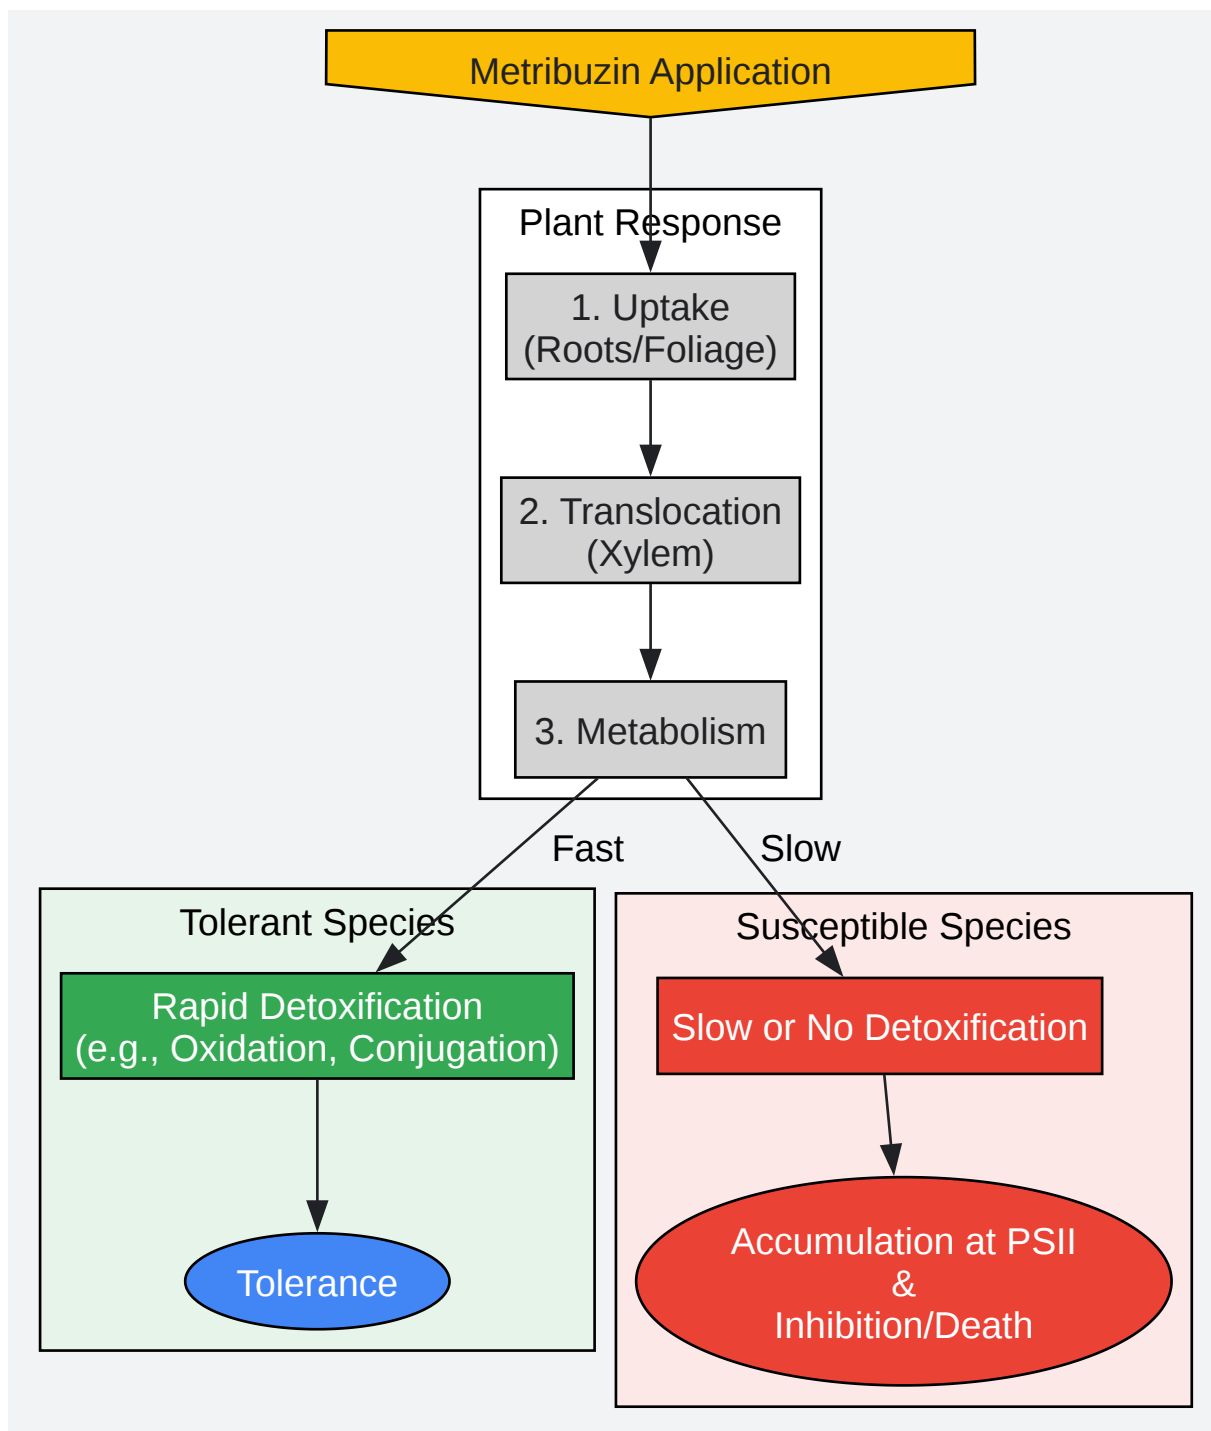 Metribuzin Application
Plant Response
1. Uptake
(Roots/Foliage)
2. Translocation
(Xylem)
3. Metabolism
Fast
Slow
Tolerant Species
Rapid Detoxification
(e.g., Oxidation, Conjugation)
Tolerance
Susceptible Species
Slow or No Detoxification
Accumulation at PSII
&
Inhibition/Death